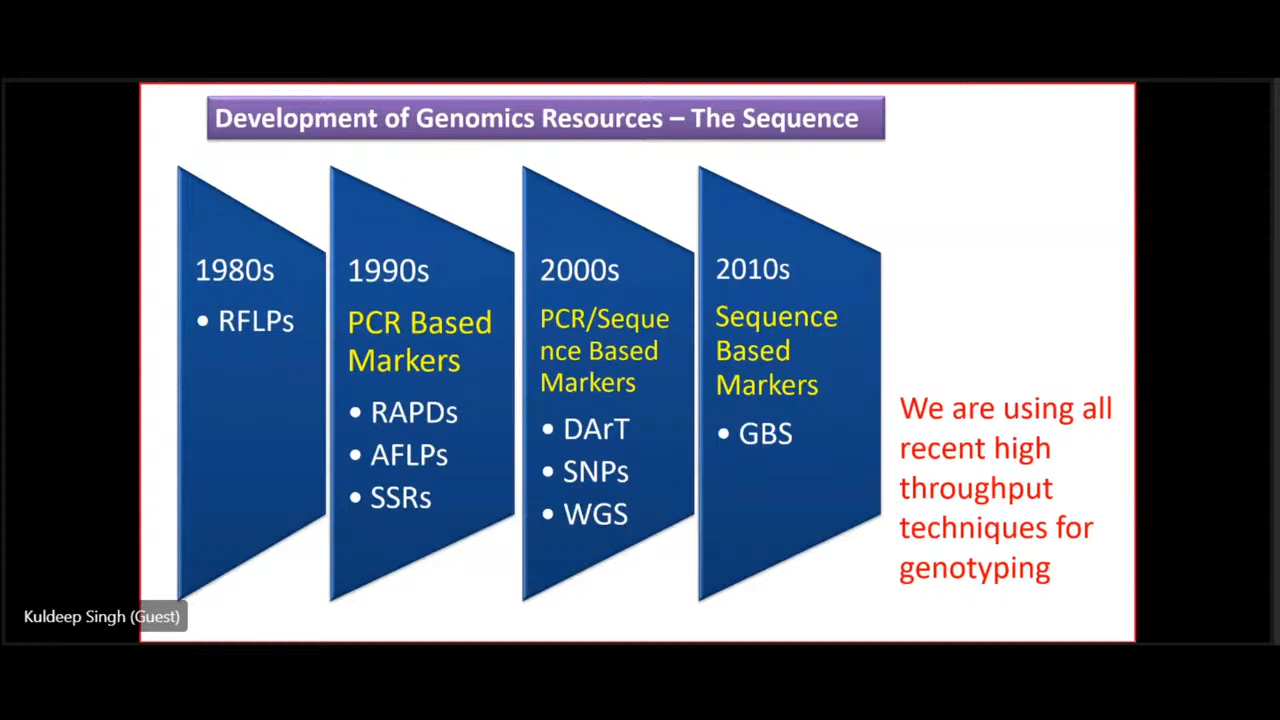 Development of Genomics Resources – The Sequence
1980s
• RFLPs
1990s
PCR Based
Markers
• RAPDs
• AFLPs
• SSRs
2000s
PCR/Seque
nce Based
Markers
• DArT
• SNPs
• WGS
2010s
Sequence
Based
Markers
• GBS
We are using all
recent high
throughput
techniques for
genotyping
Kuldeep Singh (Guest)